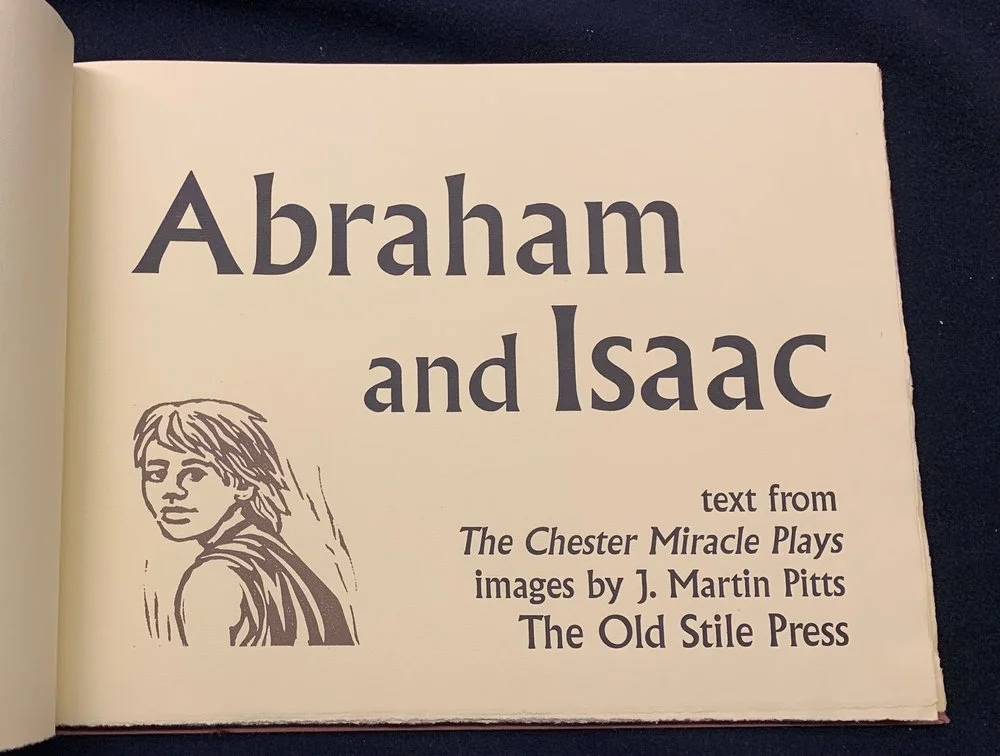 Abraham
and Isaac
text from
The Chester Miracle Plays
images by J. Martin Pitts
The Old Stile Press